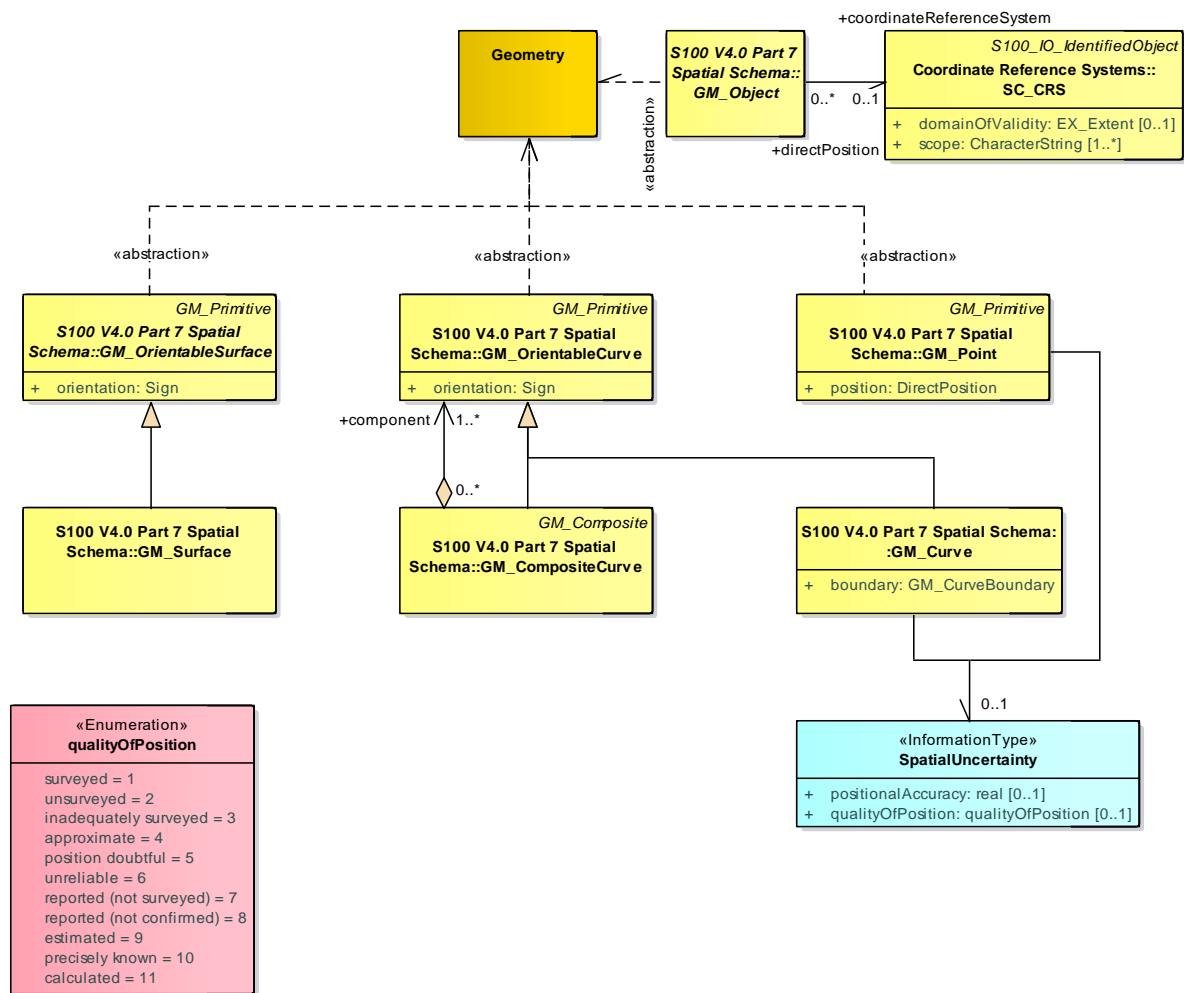 +coordinateReferenceSystem
Geometry
S100 V4.0 Part 7
Spatial Schema::
GM_Object
0..*
0..1
S100_IO_IdentifiedObject
Coordinate Reference Systems::
SC_CRS
+ domainOfValidity: EX_Extent [0..1]
+ scope: CharacterString [1..*]
+directPosition
«abstraction»
«abstraction»
«abstraction»
«abstraction»
GM_Primitive
S100 V4.0 Part 7 Spatial
Schema::GM_OrientableSurface
+ orientation: Sign
GM_Primitive
S100 V4.0 Part 7 Spatial
Schema::GM_OrientableCurve
+ orientation: Sign
GM_Primitive
S100 V4.0 Part 7 Spatial
Schema::GM_Point
+ position: DirectPosition
+component
1..*
0..*
S100 V4.0 Part 7 Spatial
Schema::GM_Surface
GM_Composite
S100 V4.0 Part 7 Spatial
Schema::GM_CompositeCurve
S100 V4.0 Part 7 Spatial Schema:
:GM_Curve
+ boundary: GM_CurveBoundary
0..1
«Enumeration»
qualityOfPosition
surveyed = 1
unsurveyed = 2
inadequately surveyed = 3
approximate = 4
position doubtful = 5
unreliable = 6
reported (not surveyed) = 7
reported (not confirmed) = 8
estimated = 9
precisely known = 10
calculated = 11
«InformationType»
SpatialUncertainty
+ positionalAccuracy: real [0..1]
+ qualityOfPosition: qualityOfPosition [0..1]